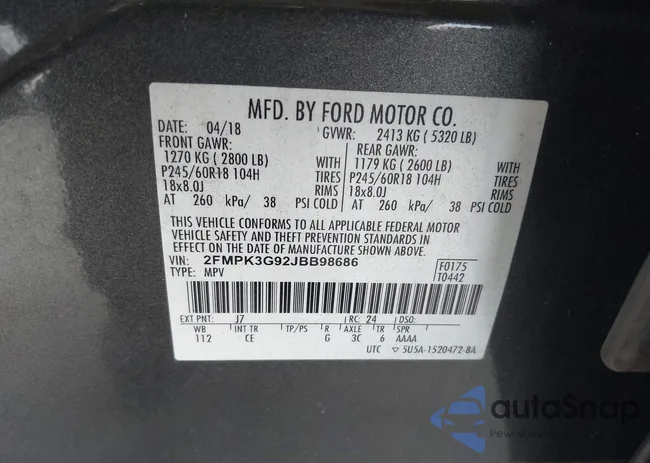 MFD. BY FORD MOTOR CO.
DATE: 04/18 GVWR: 2413 KG ( 5320 LB)
FRONT GAWR: REAR GAWR:
1270 KG ( 2800 LB) WITH 1179 KG ( 2600 LB) WITH
P245/60R18 104H TIRES P245/60R18 104H TIRES
18x8.0J RIMS 18x8.0J RIMS
AT 260 kPa/ 38 PSI COLD AT 260 kPa/ 38 PSI COLD
THIS VEHICLE CONFORMS TO ALL APPLICABLE FEDERAL MOTOR
VEHICLE SAFETY AND THEFT PREVENTION STANDARDS IN
EFFECT ON THE DATE OF MANUFACTURE SHOWN ABOVE.
VIN: 2FMPK3G92JBB98686 F0175
TYPE: MPV T0442
EXT PNT: J7 RC: 24 DSO:
WB INT TR TP/PS R AXLE TR SPR
112 CE G 3C 6 AAAA
UTC ▽ 5U5A-1520472-BA
autoSnap